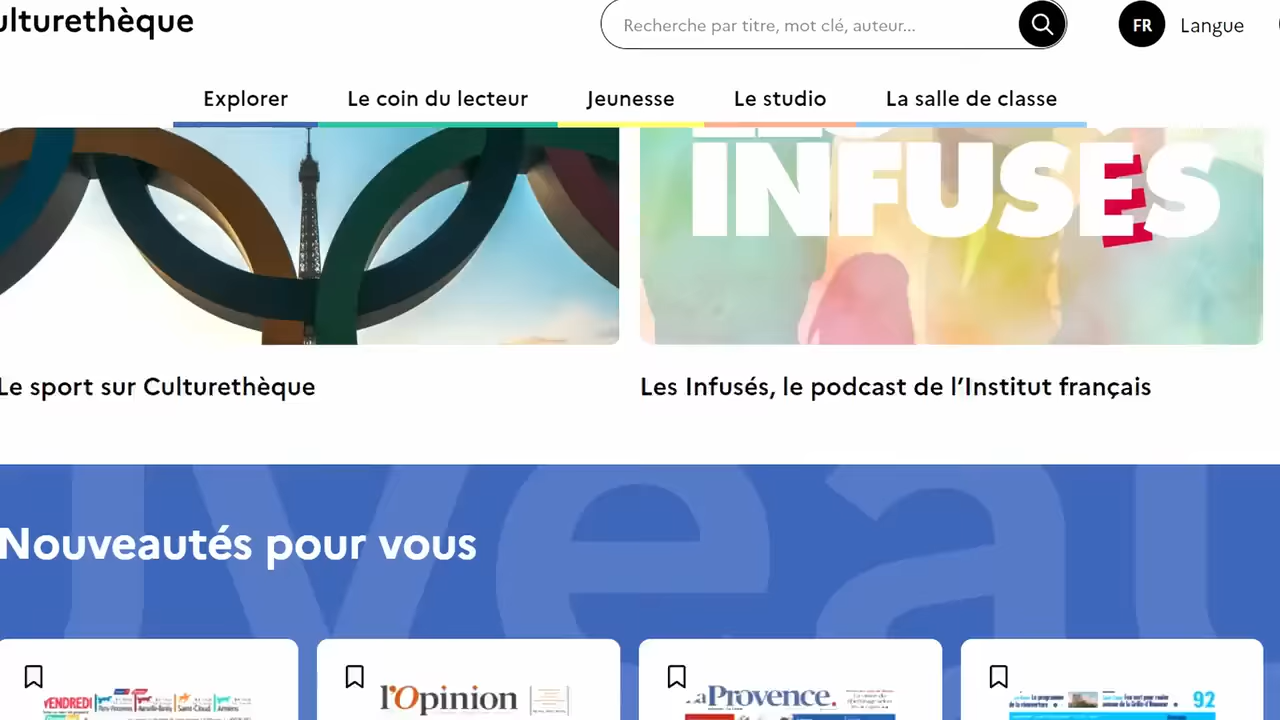 ulturethèque
Recherche par titre, mot clé, auteur...
FR Langue
Explorer Le coin du lecteur Jeunesse Le studio La salle de classe
INFUSES
Le sport sur Culturethèque
Les Infusés, le podcast de l'Institut français
Nouveautés pour vous
VENDREDI
l'Opinion
La Provence.
92